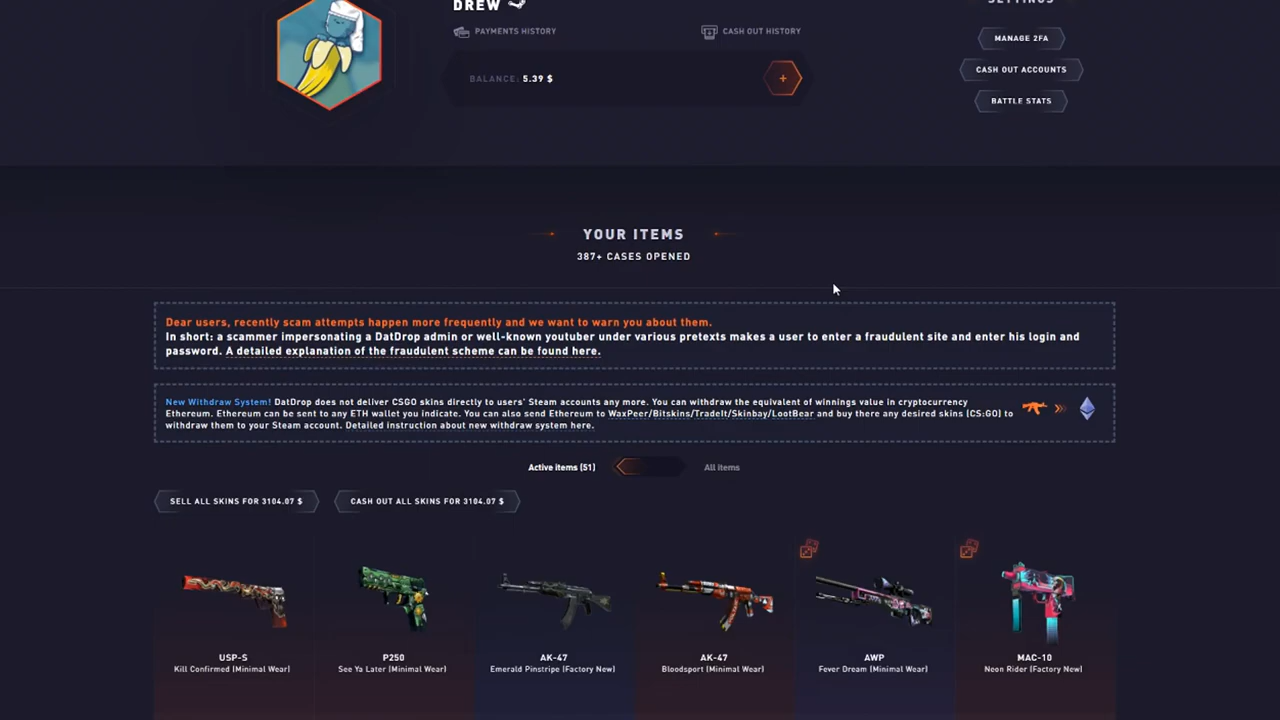 DREW
SETTINGS
PAYMENTS HISTORY
CASH OUT HISTORY
MANAGE 2FA
BALANCE: 5.39 $
+
CASH OUT ACCOUNTS
BATTLE STATS
YOUR ITEMS
387+ CASES OPENED
Dear users, recently scam attempts happen more frequently and we want to warn you about them.
In short: a scammer impersonating a DatDrop admin or well-known youtuber under various pretexts makes a user to enter a fraudulent site and enter his login and
password. A detailed explanation of the fraudulent scheme can be found here.
New Withdraw System! DatDrop does not deliver CSGO skins directly to users' Steam accounts any more. You can withdraw the equivalent of winnings value in cryptocurrency
Ethereum. Ethereum can be sent to any ETH wallet you indicate. You can also send Ethereum to WaxPeer/Bitskins/TradeIt/Skinbay/LootBear and buy there any desired skins (CS:GO) to
withdraw them to your Steam account. Detailed instruction about new withdraw system here.
Active items (51)
All items
SELL ALL SKINS FOR 3104.07 $
CASH OUT ALL SKINS FOR 3104.07 $
USP-S
Kill Confirmed (Minimal Wear)
P250
See Ya Later (Minimal Wear)
AK-47
Emerald Pinstripe (Factory New)
AK-47
Bloodsport (Minimal Wear)
AWP
Fever Dream (Minimal Wear)
MAC-10
Neon Rider (Factory New)